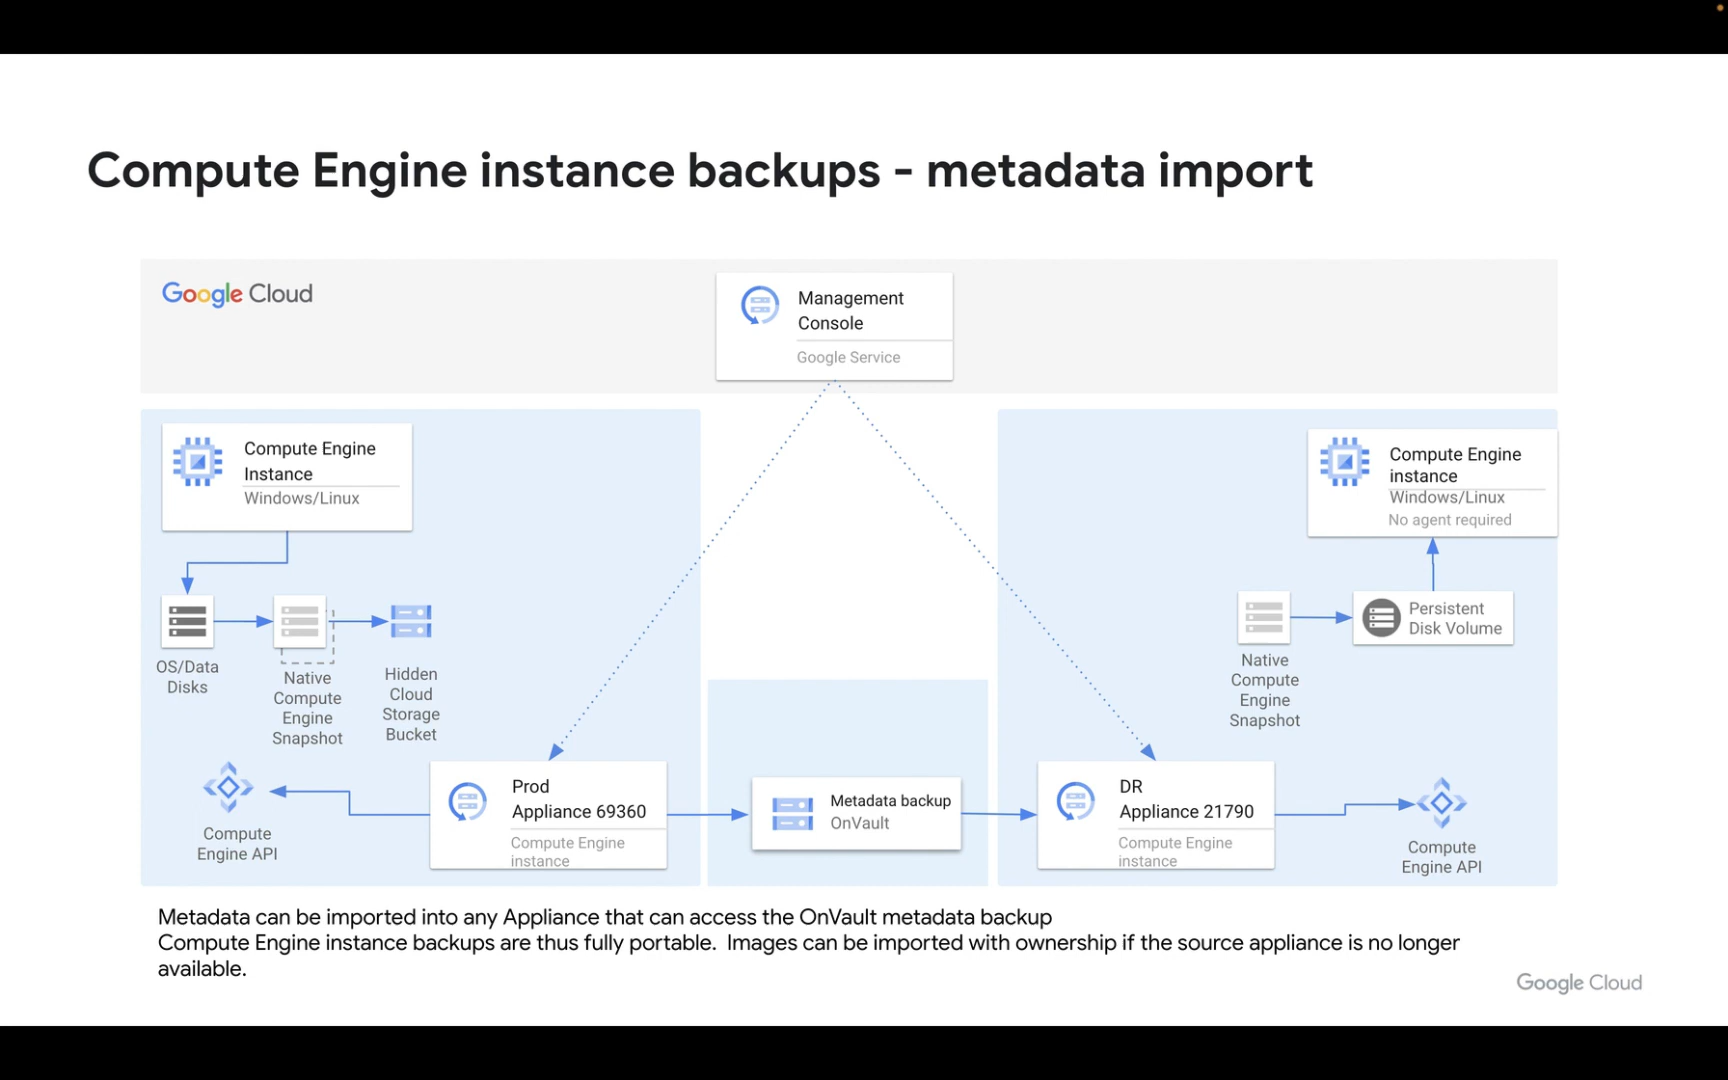 Compute Engine instance backups - metadata import
Google Cloud
Management
Console
Google Service
Compute Engine
Instance
Windows/Linux
Compute Engine
instance
Windows/Linux
No agent required
OS/Data
Disks
Native
Compute
Engine
Snapshot
Hidden
Cloud
Storage
Bucket
Native
Compute
Engine
Snapshot
Persistent
Disk Volume
Compute
Engine API
Prod
Appliance 69360
Compute Engine
instance
Metadata backup
OnVault
DR
Appliance 21790
Compute Engine
instance
Compute
Engine API
Metadata can be imported into any Appliance that can access the OnVault metadata backup
Compute Engine instance backups are thus fully portable.  Images can be imported with ownership if the source appliance is no longer
available.
Google Cloud